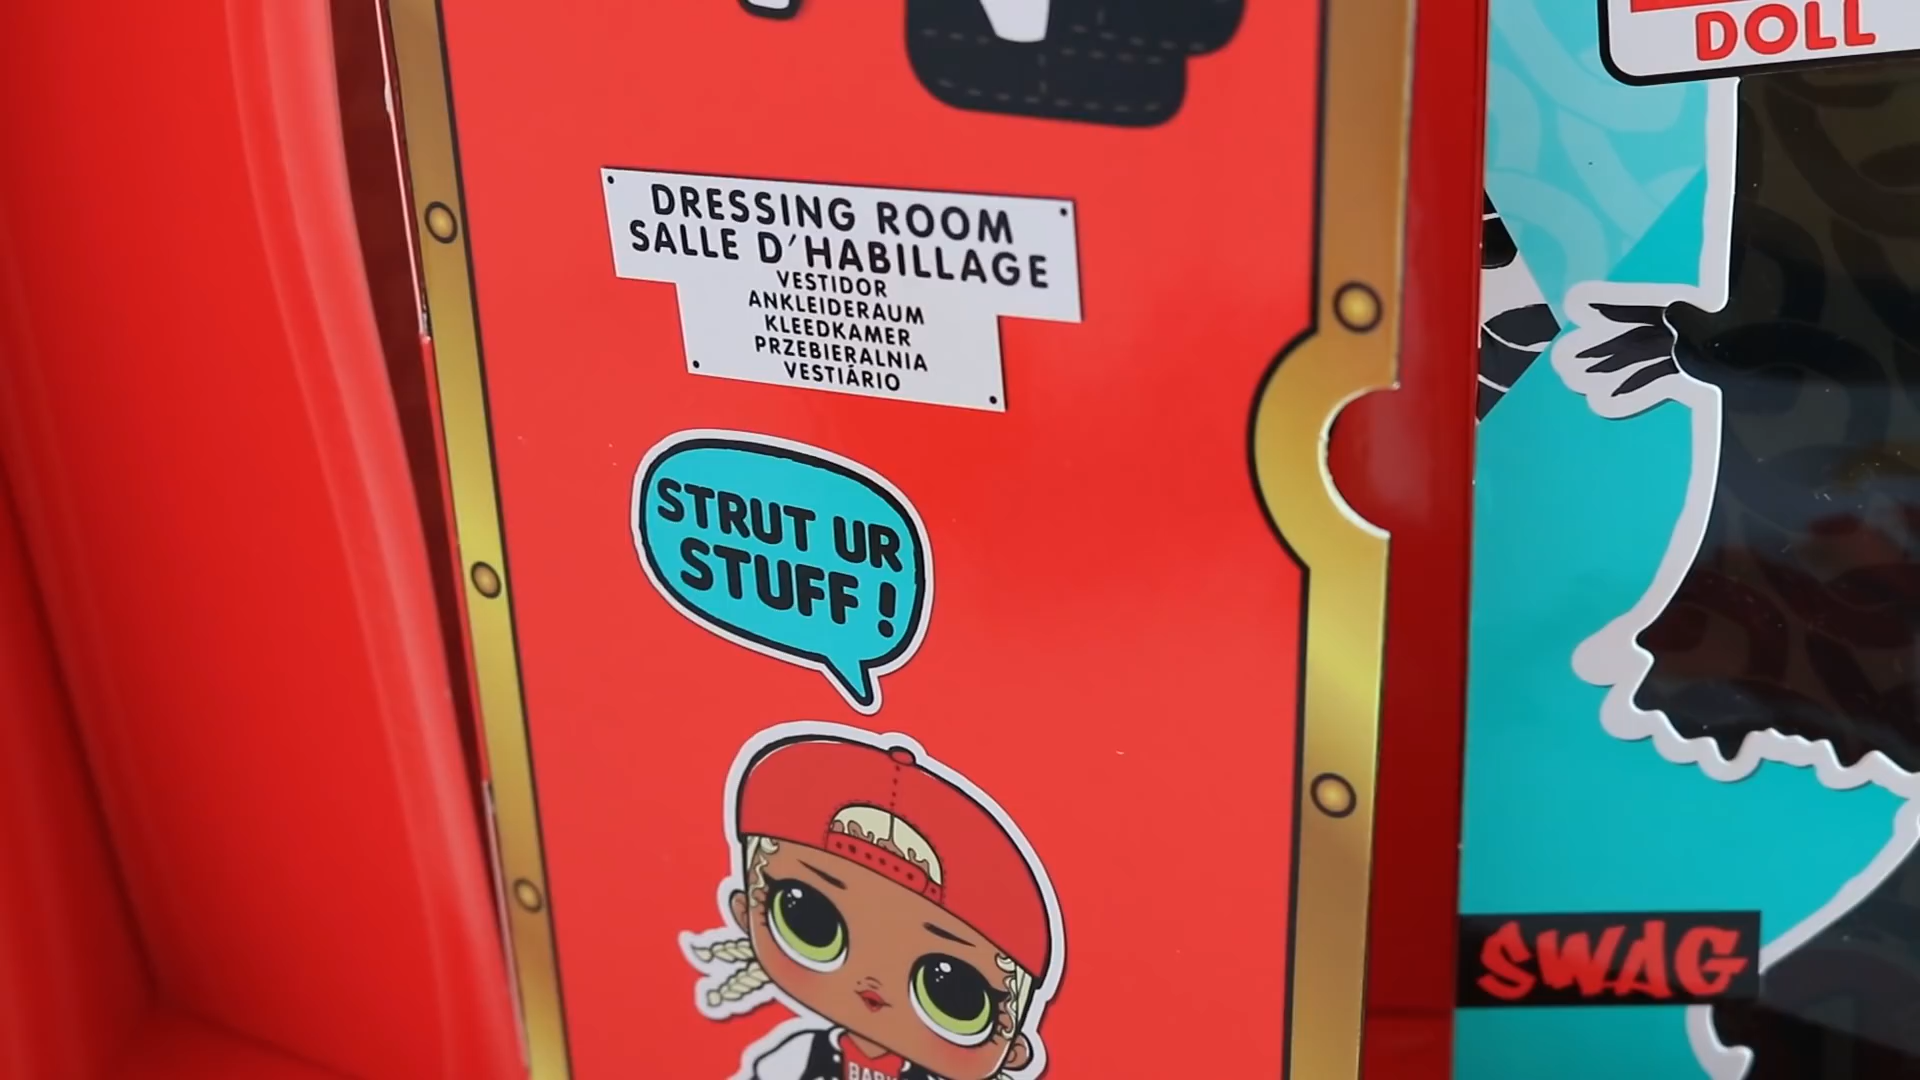 DOLL
DRESSING ROOM
SALLE D'HABILLAGE
VESTIDOR
ANKLEIDERAUM
KLEEDKAMER
PRZEBIERALNIA
VESTIÁRIO
STRUT UR
STUFF !
SWAG